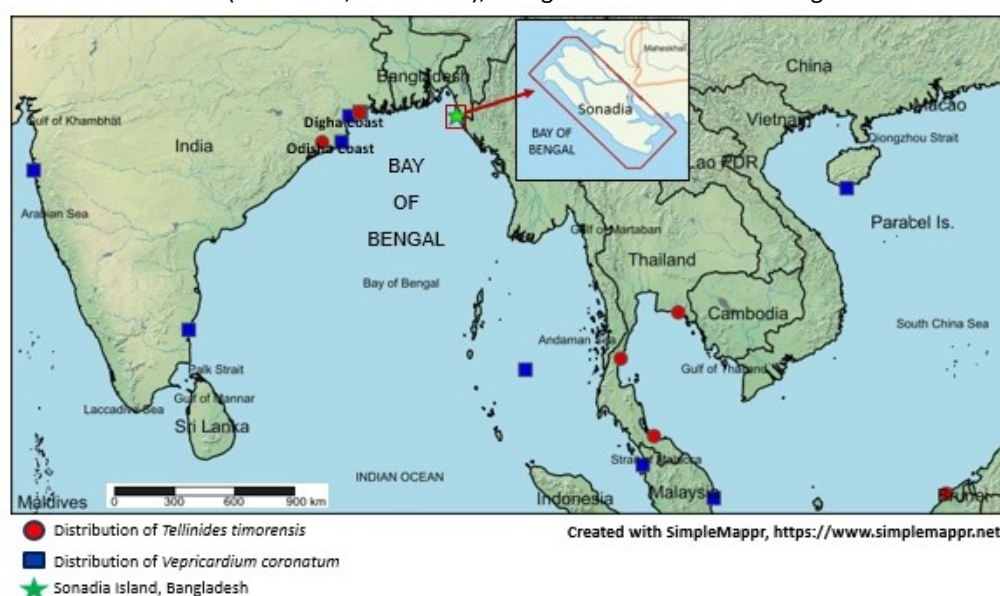 Bangladesh
China
Maheskhali
Gulf of Khambhat
India
Digha Coast
Odisha Coast
Sonadia
BAY OF
BENGAL
Vietnam
Macao
Qiongzhou Strait
Lao PDR
BAY
OF
BENGAL
Arabian Sea
Gulf of Martaban
Paracel Is.
Thailand
Bay of Bengal
Cambodia
South China Sea
Andaman Sea
Palk Strait
Gulf of Thailand
Laccadive Sea
Gulf of Mannar
Sri Lanka
Strait of Malacca
INDIAN OCEAN
Maldives
0 300 600 900 km
Indonesia
Malaysia
Brunei
Distribution of Tellinides timorensis
Created with SimpleMappr, https://www.simplemappr.net
Distribution of Vepricardium coronatum
Sonadia Island, Bangladesh